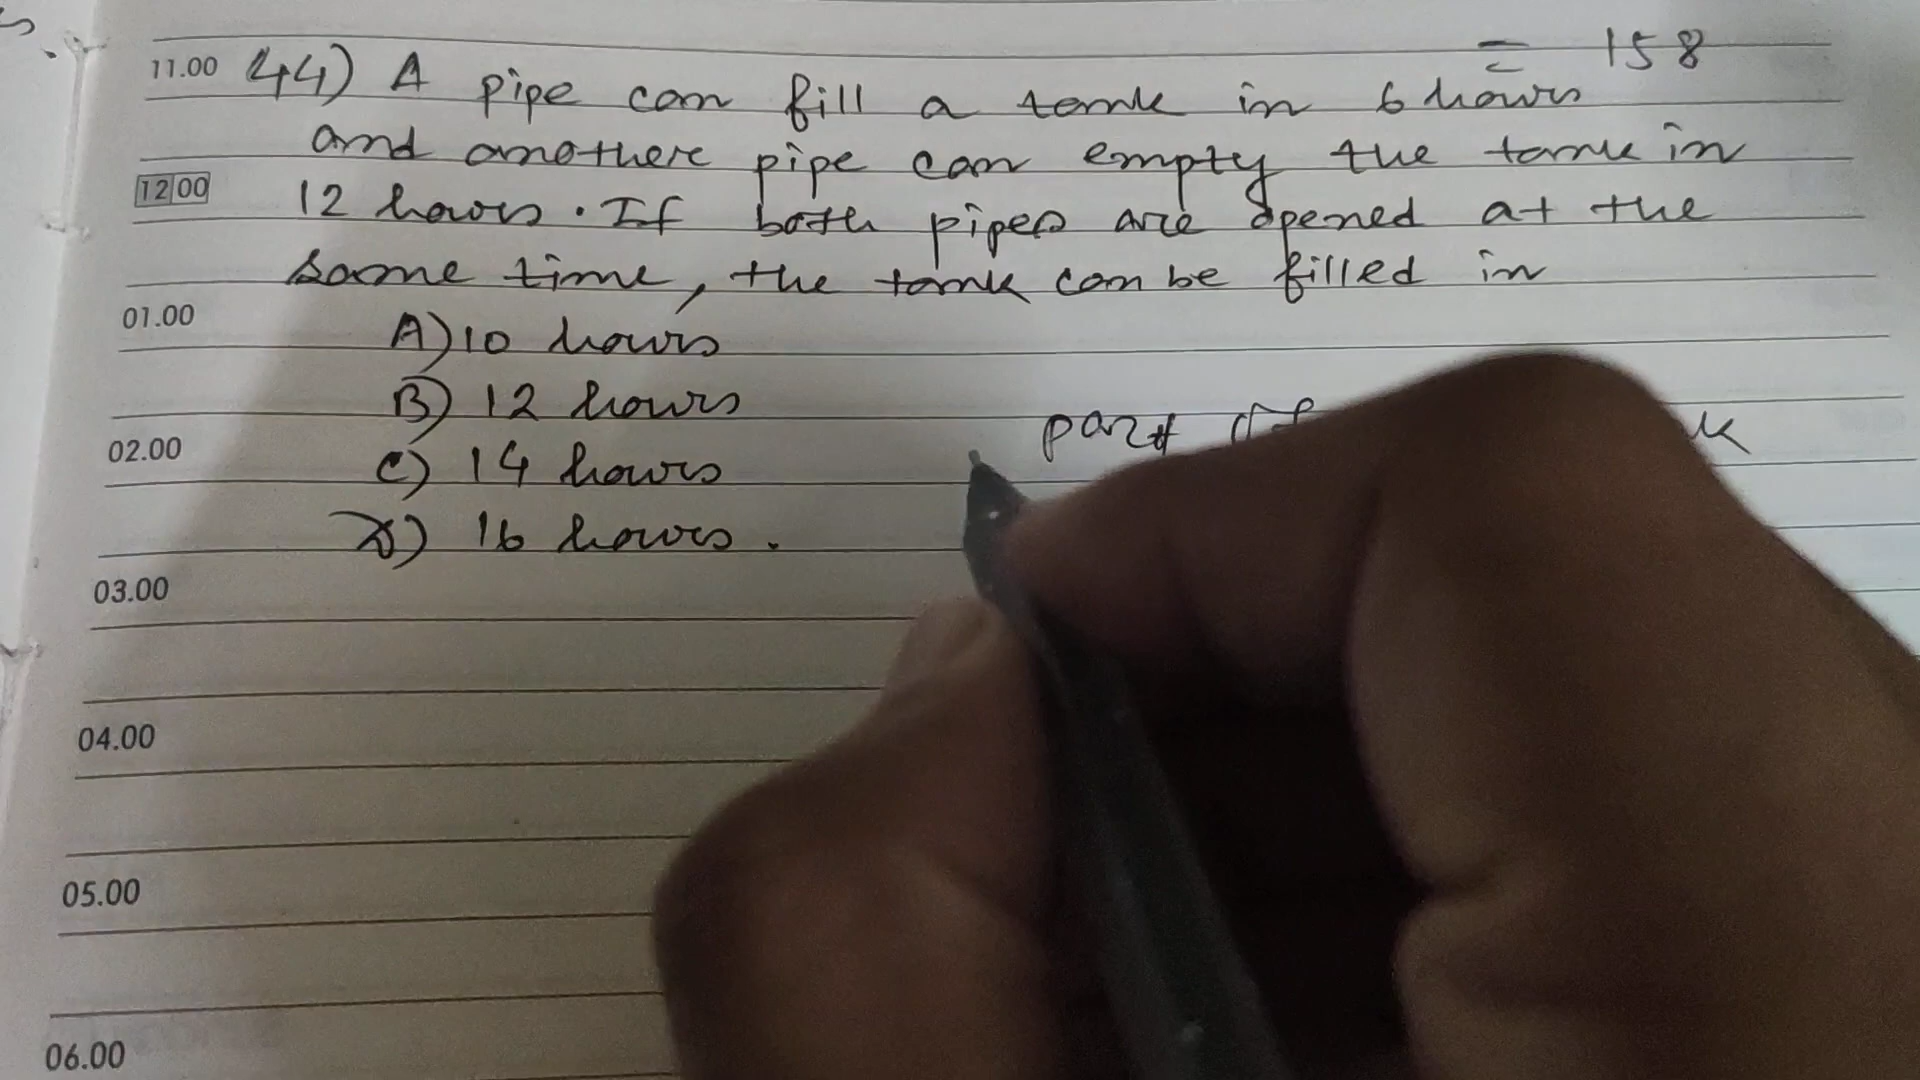 = 158
11.00 44) A pipe can fill a tank in 6 hours
and anothere pipe can empty the tank in
12 00 12 hours. If both pipes are opened at the
same time, the tank can be filled in
01.00
A) 10 hours
B) 12 hours
part of
02.00 C) 14 hours
D) 16 hours.
03.00
04.00
05.00
06.00